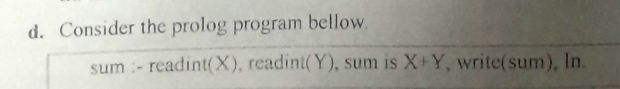 d. Consider the prolog program bellow.
sum :- readint(X), readint(Y), sum is X+Y, write(sum), ln.